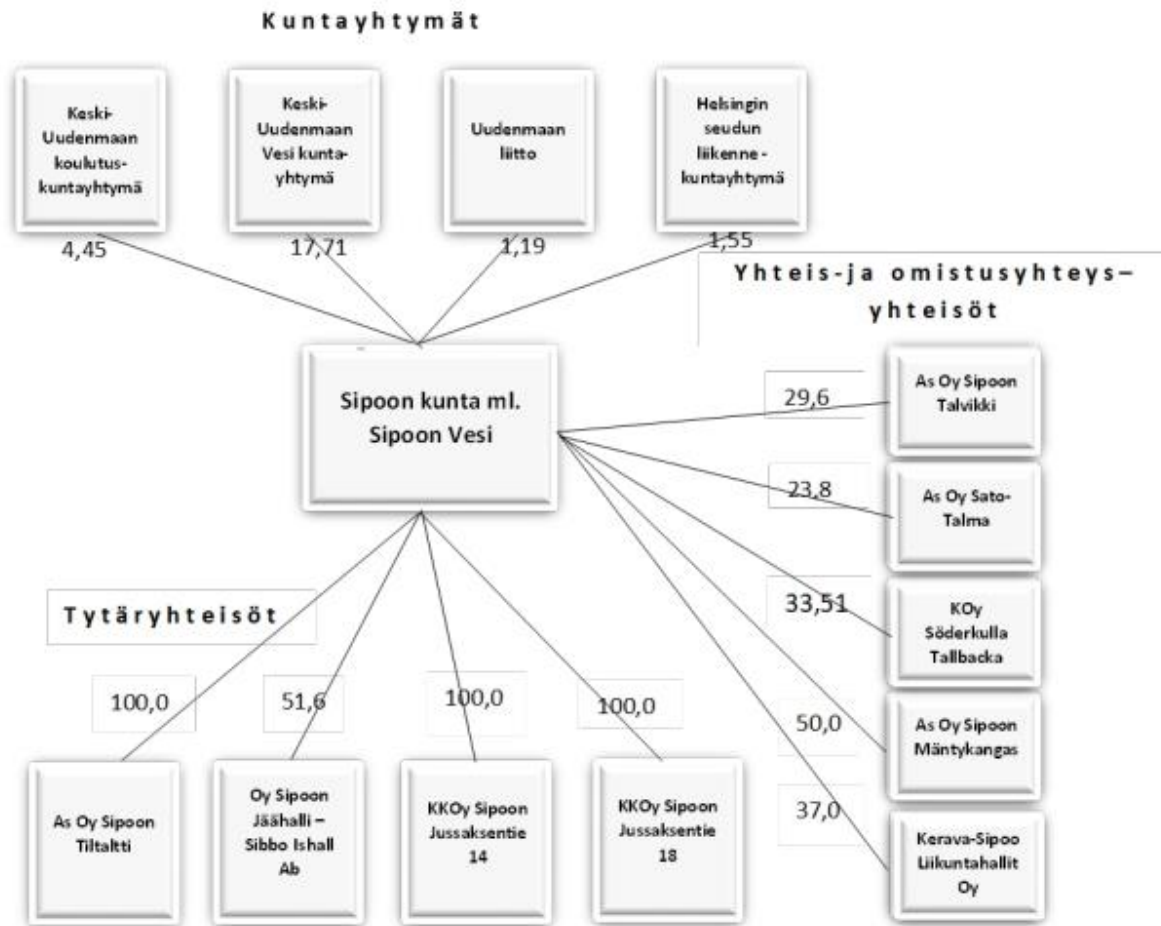 Kuntayhtymät
Keski-
Uudenmaan
koulutus-
kuntayhtymä
Keski-
Uudenmaan
Vesi kunta-
yhtymä
Uudenmaan
liitto
Helsingin
seudun
liikenne -
kuntayhtymä
4,45
17,71
1,19
1,55
Yhteis-ja omistusyhteys–
yhteisöt
Sipoon kunta ml.
Sipoon Vesi
29,6
As Oy Sipoon
Talvikki
23,8
As Oy Sato-
Talma
33,51
KOy
Söderkulla
Tallbacka
50,0
As Oy Sipoon
Mäntykangas
37,0
Kerava-Sipoo
Liikuntahallit
Oy
Tytäryhteisöt
100,0
51,6
100,0
100,0
As Oy Sipoon
Tiltaltti
Oy Sipoon
Jäähalli –
Sibbo Ishall
Ab
KKOy Sipoon
Jussaksentie
14
KKOy Sipoon
Jussaksentie
18